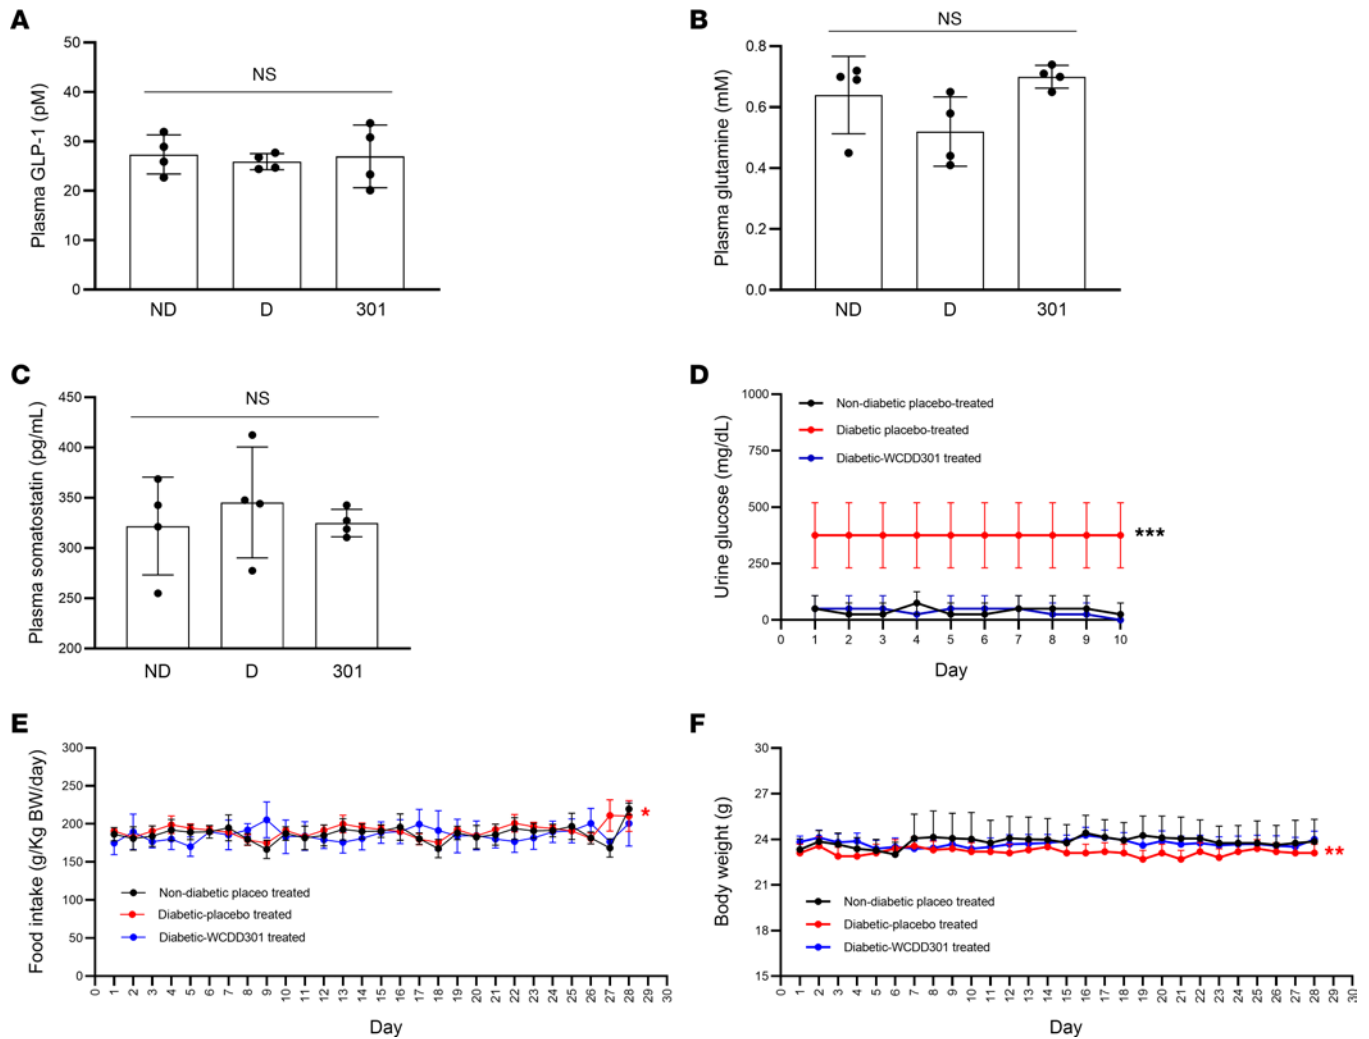 A
Plasma GLP-1 (pM)
50
40
30
20
10
0
NS
ND D 301
B
Plasma glutamine (mM)
0.8
0.6
0.4
0.2
0.0
NS
ND D 301
C
Plasma somatostatin (pg/mL)
450
400
350
300
250
200
NS
ND D 301
D
Urine glucose (mg/dL)
1000
750
500
250
0
Non-diabetic placebo-treated
Diabetic placebo-treated
Diabetic-WCDD301 treated
***
0 1 2 3 4 5 6 7 8 9 10
Day
E
Food intake (g/Kg BW/day)
300
250
200
150
100
50
0
*
Non-diabetic placeo treated
Diabetic-placebo treated
Diabetic-WCDD301 treated
0 1 2 3 4 5 6 7 8 9 10 11 12 13 14 15 16 17 18 19 20 21 22 23 24 25 26 27 28 29 30
Day
F
Body weight (g)
30
27
24
21
18
15
**
Non-diabetic placeo treated
Diabetic-placebo treated
Diabetic-WCDD301 treated
0 1 2 3 4 5 6 7 8 9 10 11 12 13 14 15 16 17 18 19 20 21 22 23 24 25 26 27 28 29 30
Day